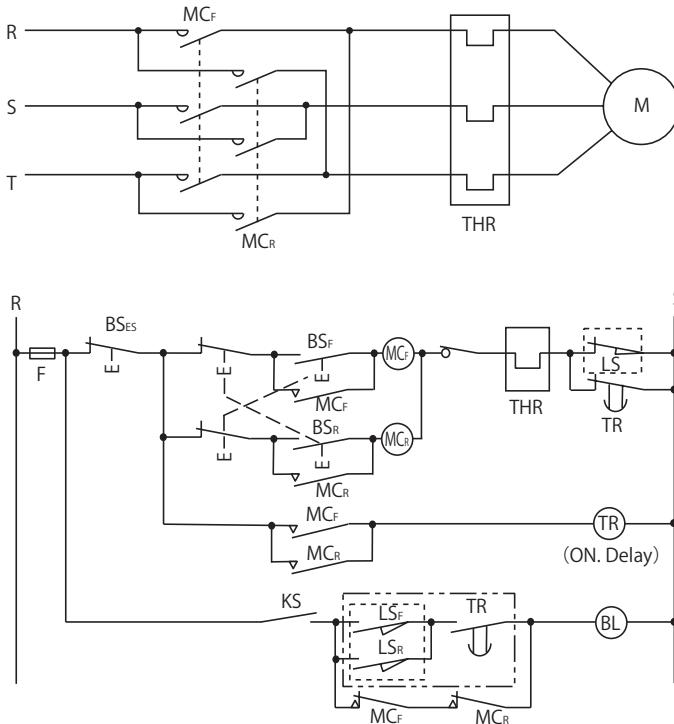 MCF
R
S
M
T
MCR
THR
R
BSES
BSF
MCF
F
LS
MCF
THR
TR
BSR
MCR
MCR
MCF
TR
MCR
(ON. Delay)
KS
LSF
TR
BL
LSR
MCF
MCR